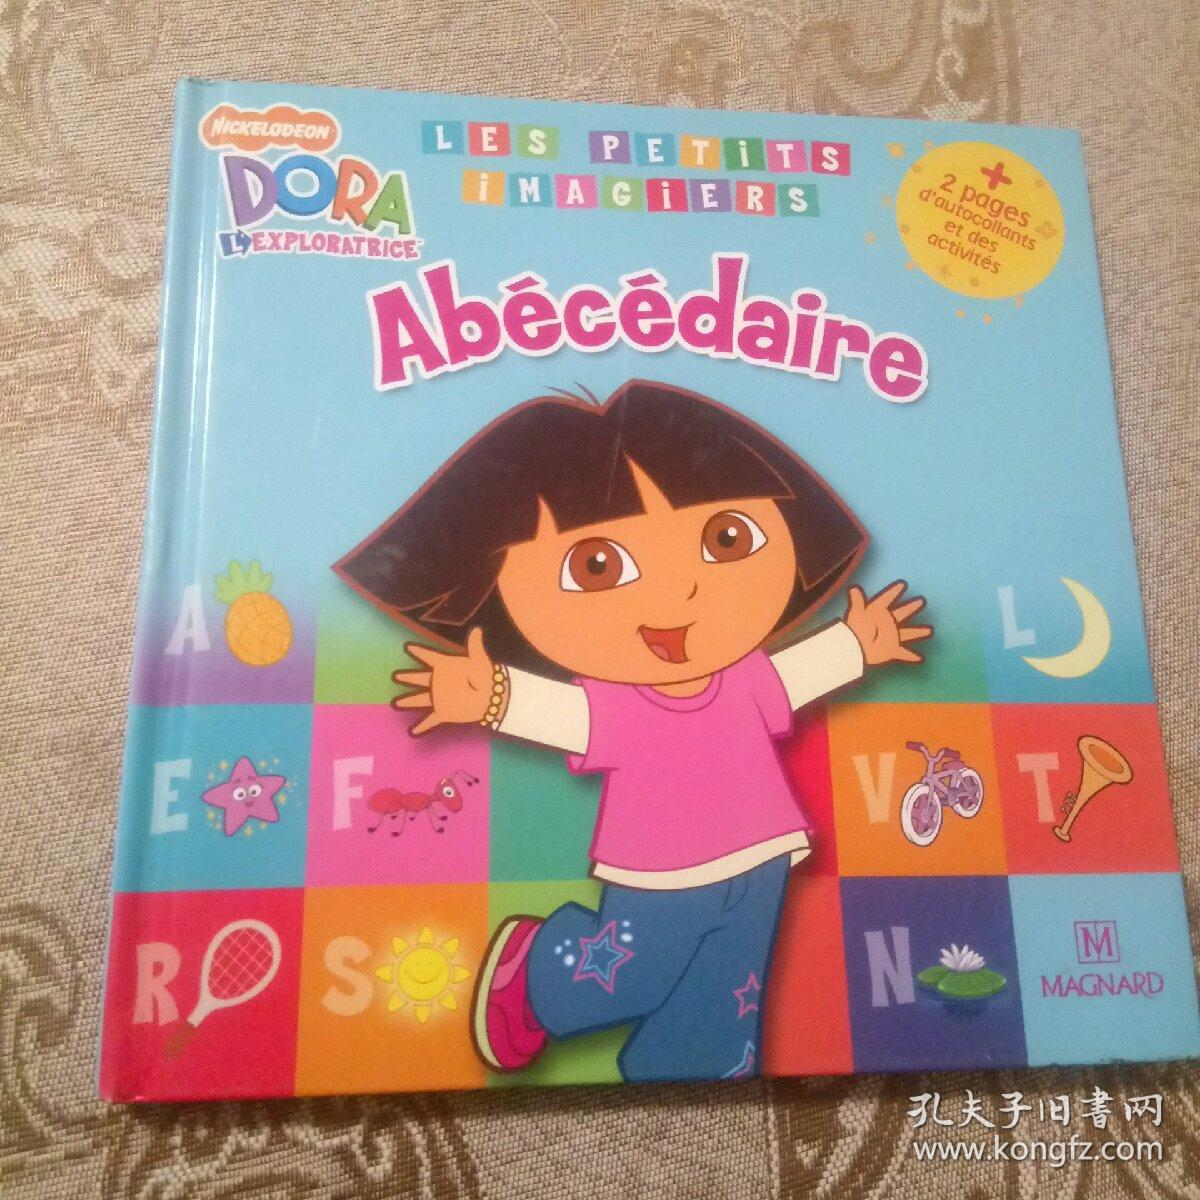 NICKELODEON
DORA
L'EXPLORATRICE™
LES PETITS
IMAGIERS
+
2 pages
d'autocollants
et des
activités
Abécédaire
A
L
E
F
V
T
R
S
N
M
MAGNARD
孔夫子旧书网
www.kongfz.com